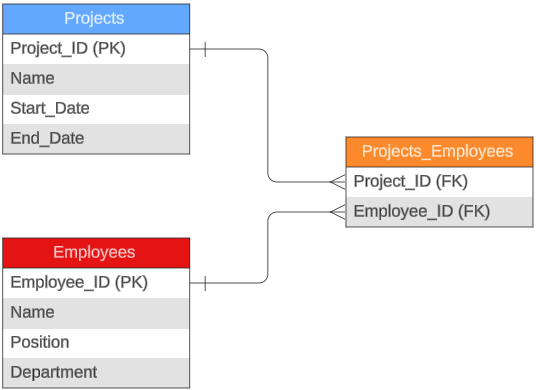 Projects
Project_ID (PK)
Name
Start_Date
End_Date
Projects_Employees
Project_ID (FK)
Employee_ID (FK)
Employees
Employee_ID (PK)
Name
Position
Department